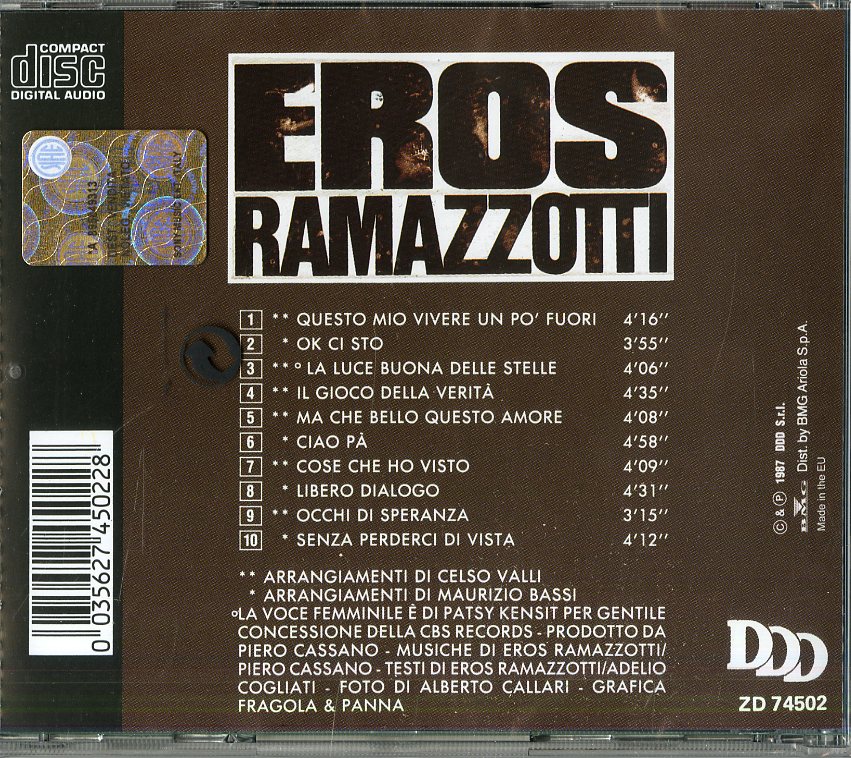 COMPACT
disc
DIGITAL AUDIO
EROS
RAMAZZOTTI
SIAE
1 ** QUESTO MIO VIVERE UN PO' FUORI 4'16''
2 * OK CI STO 3'55''
3 ** º LA LUCE BUONA DELLE STELLE 4'06''
4 ** IL GIOCO DELLA VERITÀ 4'35''
5 ** MA CHE BELLO QUESTO AMORE 4'08''
6 * CIAO PÀ 4'58''
7 ** COSE CHE HO VISTO 4'09''
8 * LIBERO DIALOGO 4'31''
9 ** OCCHI DI SPERANZA 3'15''
10 * SENZA PERDERCI DI VISTA 4'12''
** ARRANGIAMENTI DI CELSO VALLI
* ARRANGIAMENTI DI MAURIZIO BASSI
ºLA VOCE FEMMINILE È DI PATSY KENSIT PER GENTILE
CONCESSIONE DELLA CBS RECORDS - PRODOTTO DA
PIERO CASSANO - MUSICHE DI EROS RAMAZZOTTI/
PIERO CASSANO - TESTI DI EROS RAMAZZOTTI/ADELIO
COGLIATI - FOTO DI ALBERTO CALLARI - GRAFICA
FRAGOLA & PANNA
© & ℗ 1987 DDD S.r.l.
BMG Dist. by BMG Ariola S.p.A.
Made in the EU
DDD
ZD 74502
0 035627 450228